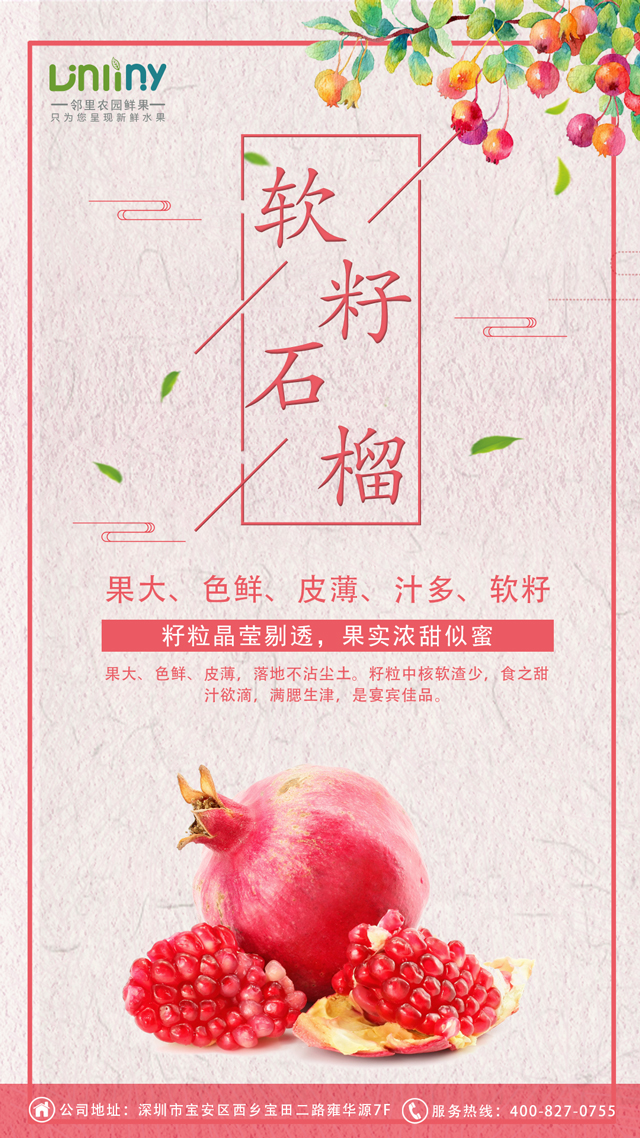 Linliny
邻里农园鲜果
只为您呈现新鲜水果
软籽石榴
果大、色鲜、皮薄、汁多、软籽
籽粒晶莹剔透，果实浓甜似蜜
果大、色鲜、皮薄，落地不沾尘土。籽粒中核软渣少，食之甜
汁欲滴，满腮生津，是宴宾佳品。
公司地址：深圳市宝安区西乡宝田二路雍华源7F 服务热线：400-827-0755